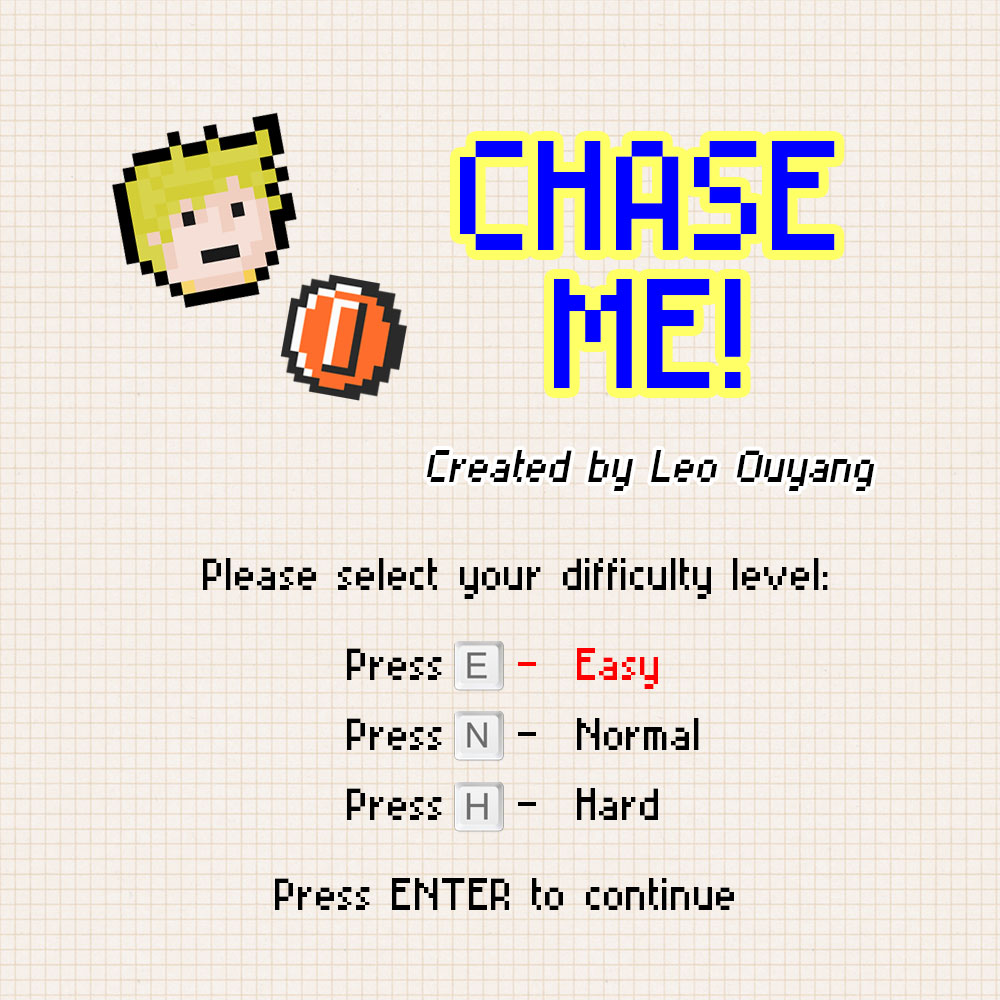 CHASE
ME!
Created by Leo Ouyang
Please select your difficulty level:
Press E - Easy
Press N - Normal
Press H - Hard
Press ENTER to continue